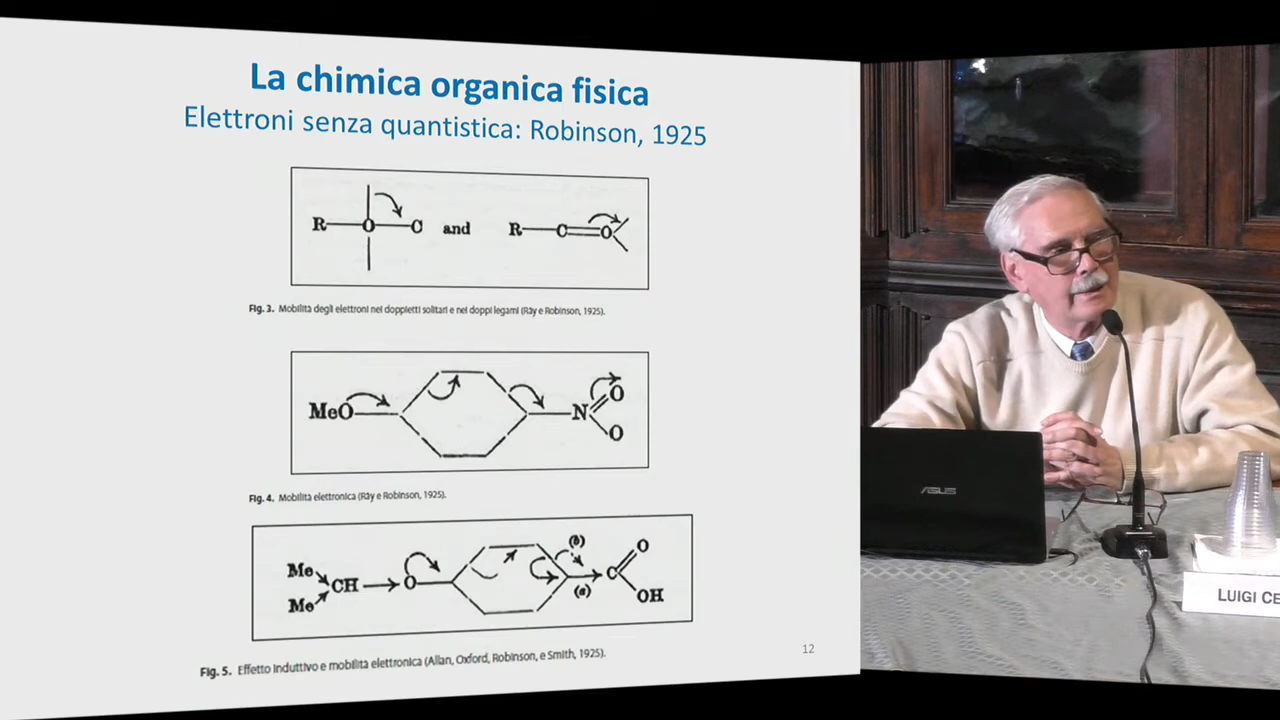 La chimica organica fisica
Elettroni senza quantistica: Robinson, 1925
R O C and R C O
Fig. 3. Mobilità degli elettroni nei doppietti solitari e nei doppi legami (Rây e Robinson, 1925).
MeO N O
O
Fig. 4. Mobilità elettronica (Rây e Robinson, 1925).
Me CH O (b) C O
Me (a) OH
Fig. 5. Effetto induttivo e mobilità elettronica (Allan, Oxford, Robinson, e Smith, 1925).
12
ASUS
LUIGI CE